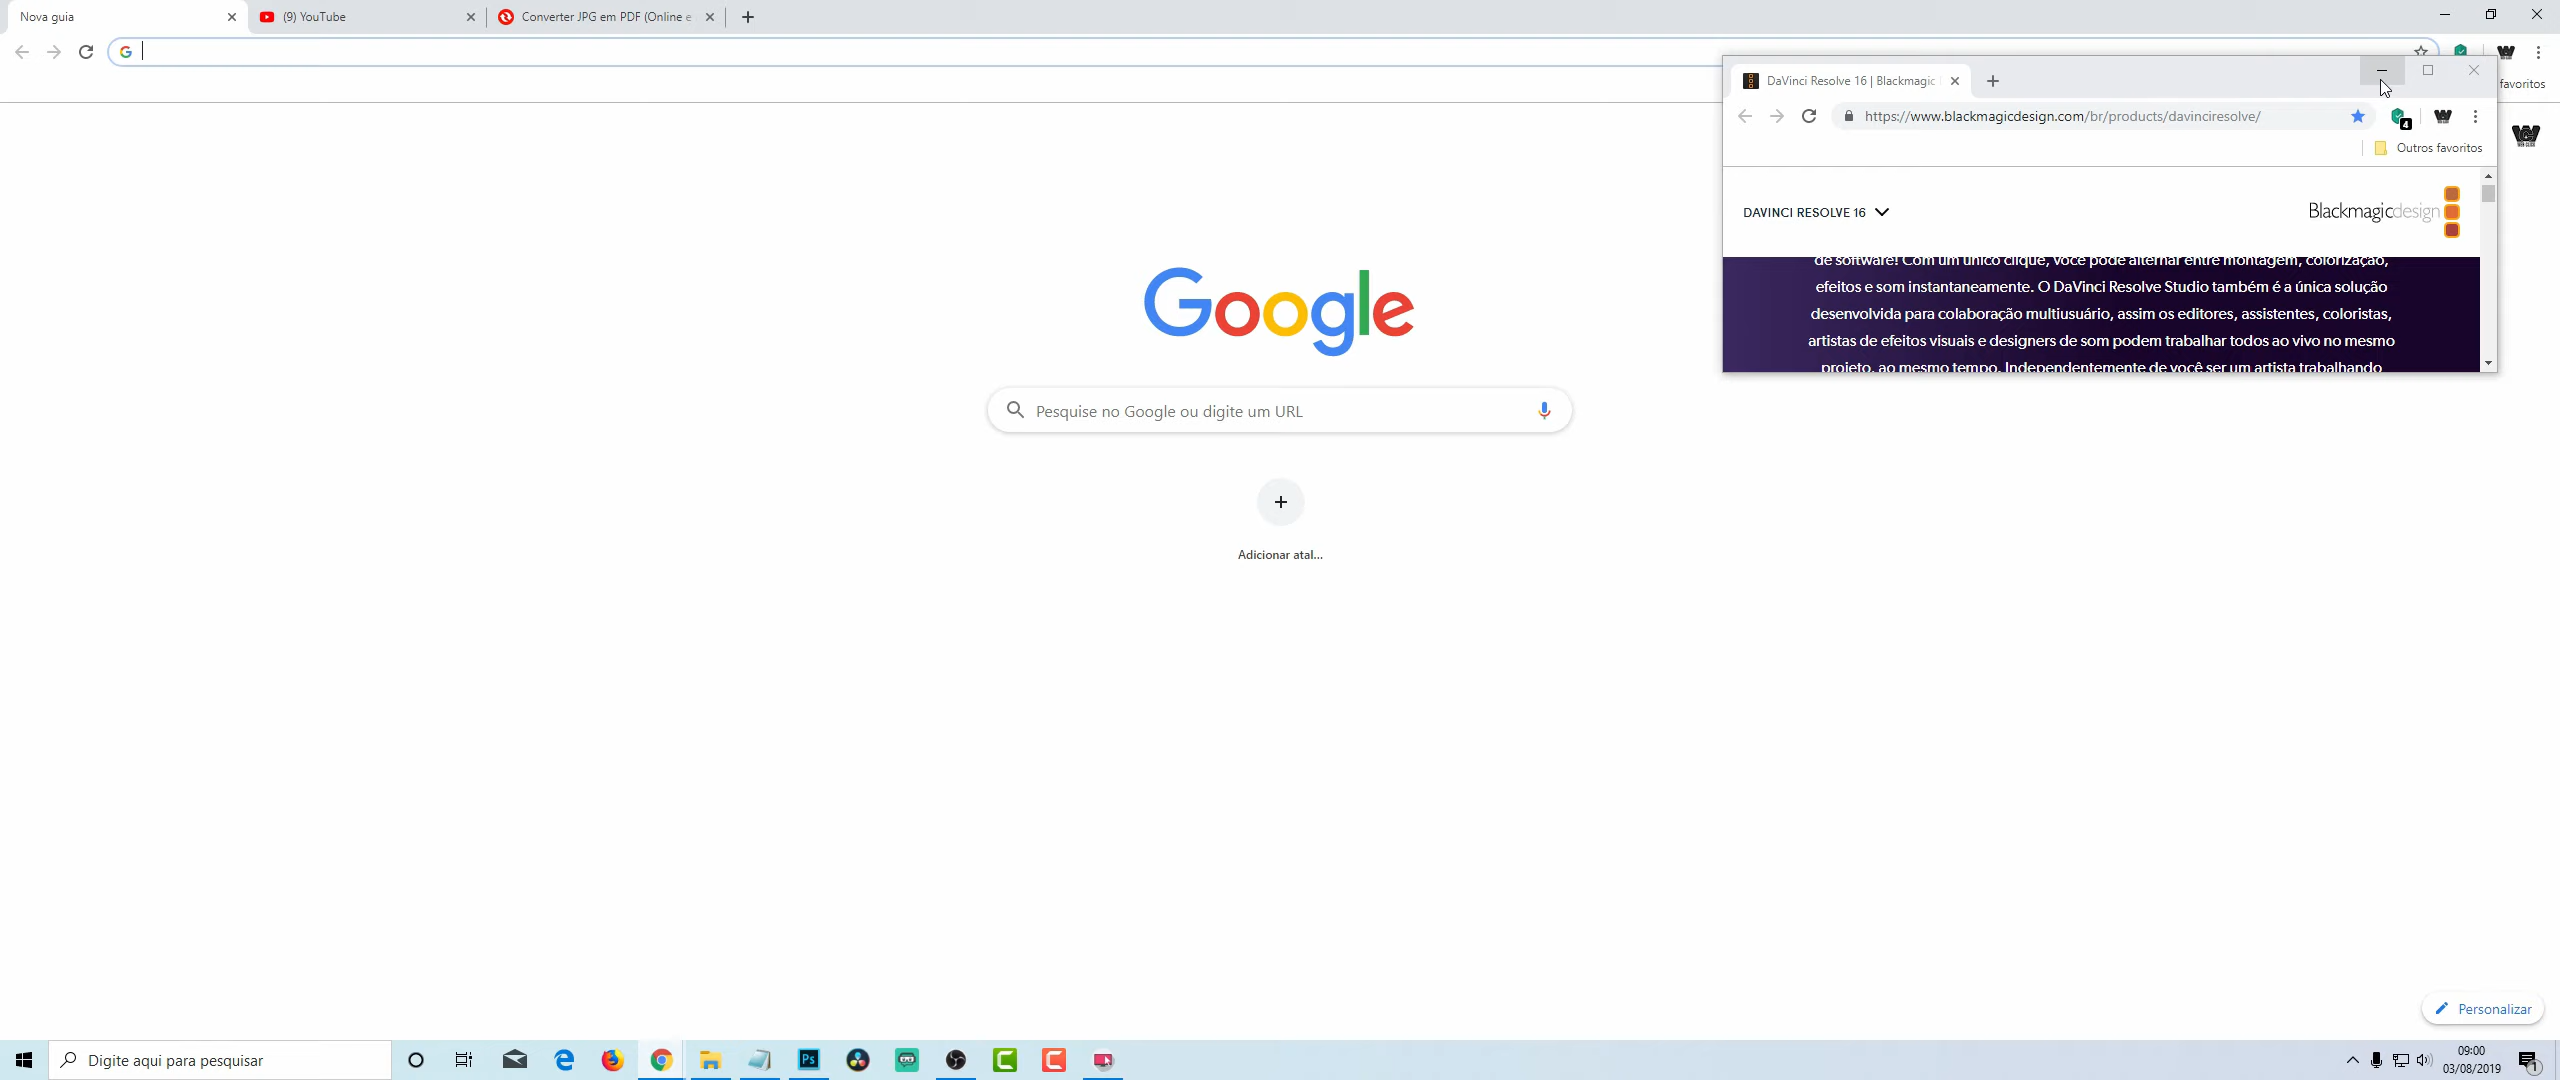 Nova guia
(9) YouTube
Converter JPG em PDF (Online e
favoritos
DaVinci Resolve 16 | Blackmagic
https://www.blackmagicdesign.com/br/products/davinciresolve/
4
Outros favoritos
DAVINCI RESOLVE 16
Blackmagicdesign
de software! Com um único clique, você pode alternar entre montagem, colorização,
efeitos e som instantaneamente. O DaVinci Resolve Studio também é a única solução
desenvolvida para colaboração multiusuário, assim os editores, assistentes, coloristas,
artistas de efeitos visuais e designers de som podem trabalhar todos ao vivo no mesmo
projeto, ao mesmo tempo. Independentemente de você ser um artista trabalhando
Google
Pesquise no Google ou digite um URL
Adicionar atal...
Personalizar
Digite aqui para pesquisar
Ps
09:00
03/08/2019
1